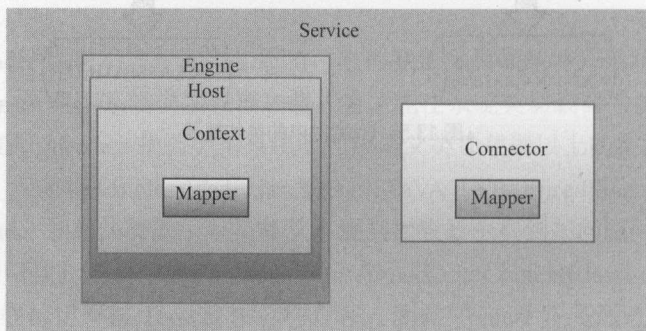 Service
Engine
Host
Context
Mapper
Connector
Mapper